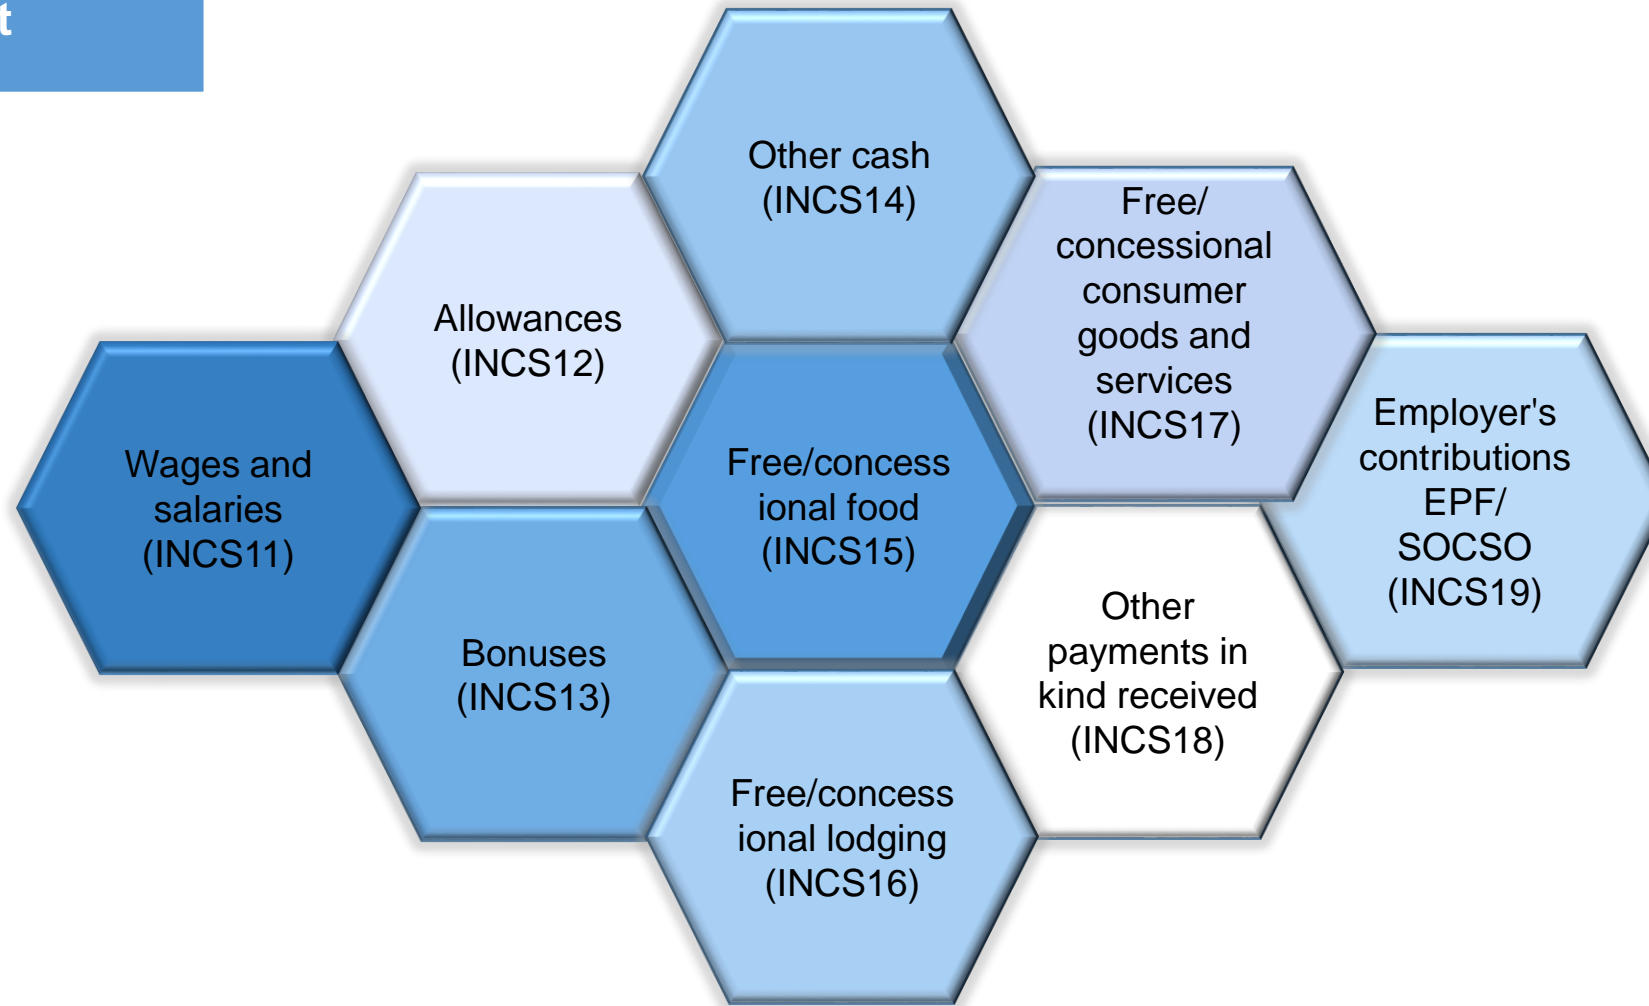 t
Other cash
(INCS14)
Free/
concessional
consumer
goods and
services
(INCS17)
Allowances
(INCS12)
Employer's
contributions
EPF/
SOCSO
(INCS19)
Wages and
salaries
(INCS11)
Free/concess
ional food
(INCS15)
Other
payments in
kind received
(INCS18)
Bonuses
(INCS13)
Free/concess
ional lodging
(INCS16)